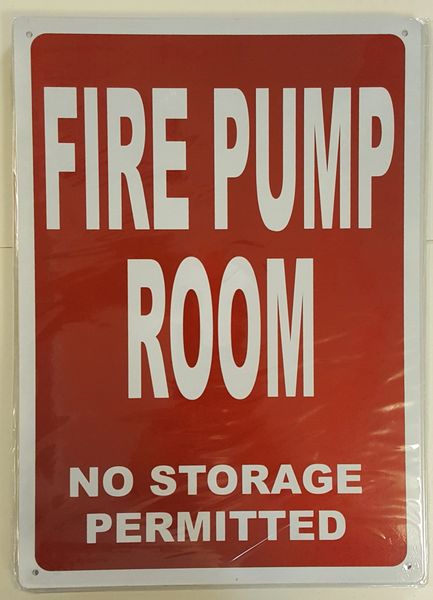 FIRE PUMP
ROOM
NO STORAGE
PERMITTED